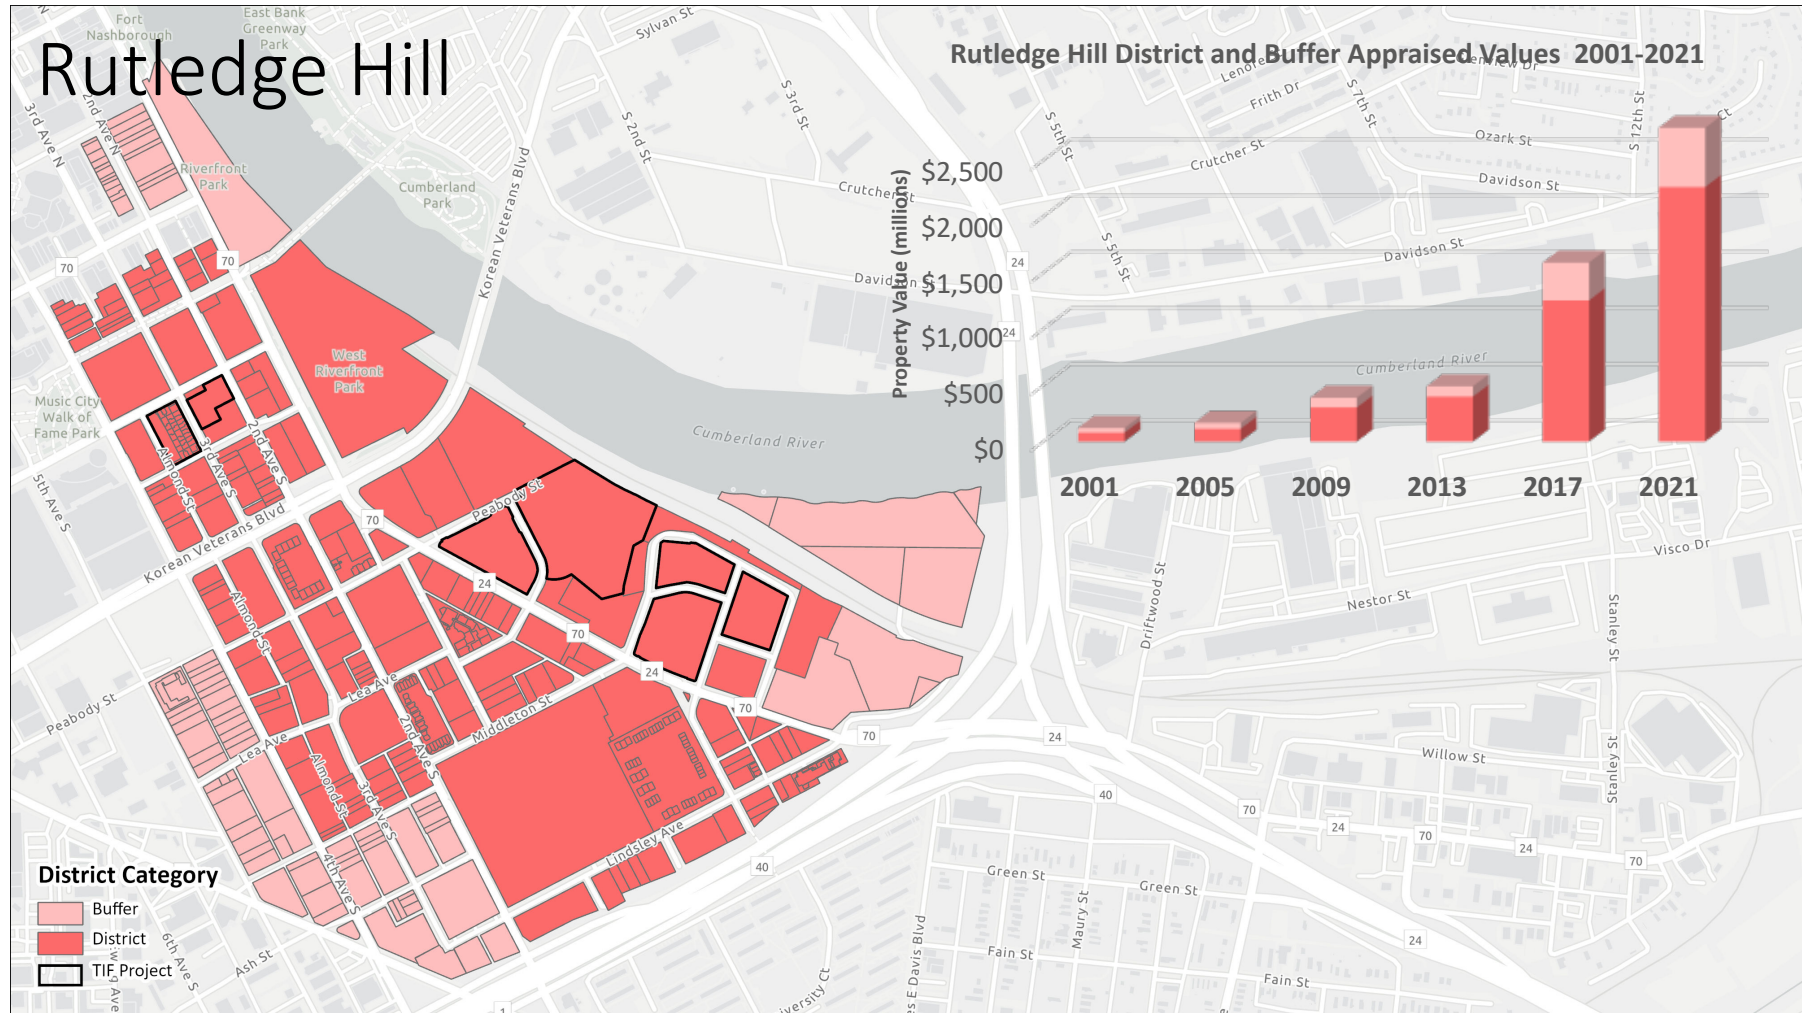 Rutledge Hill
Rutledge Hill District and Buffer Appraised Values 2001-2021
Property Value (millions)
$2,500
$2,000
$1,500
$1,000
$500
$0
2001
2005
2009
2013
2017
2021
Fort
Nashborough
East Bank
Greenway
Park
Sylvan St
Lenore
Glenview Dr
Frith Dr
S 7th St
S 12th St
Ct
Ozark St
3rd Ave N
2nd Ave N
S 2nd St
S 3rd St
S 5th St
Crutcher St
Riverfront
Park
Cumberland
Park
Korean Veterans Blvd
Crutcher St
Davidson St
70
70
S 5th St
24
Davidson St
Davidson St
24
West
Riverfront
Park
Cumberland River
Music City
Walk of
Fame Park
2nd Ave S
3rd Ave S
Almond St
Cumberland River
5th Ave S
Peabody St
Korean Veterans Blvd
70
24
Visco Dr
Driftwood St
Nestor St
Stanley St
Almond St
70
24
Lea Ave
Peabody St
2nd Ave S
Middleton St
70
70
24
Lea Ave
Almond St
3rd Ave S
Willow St
Stanley St
40
70
24
70
24
70
Lindsley Ave
40
4th Ave S
Green St
Green St
Maury St
6th Ave S
Ash St
24
Fain St
Fain St
es E Davis Blvd
iversity Ct
1
District Category
Buffer
District
TIF Project